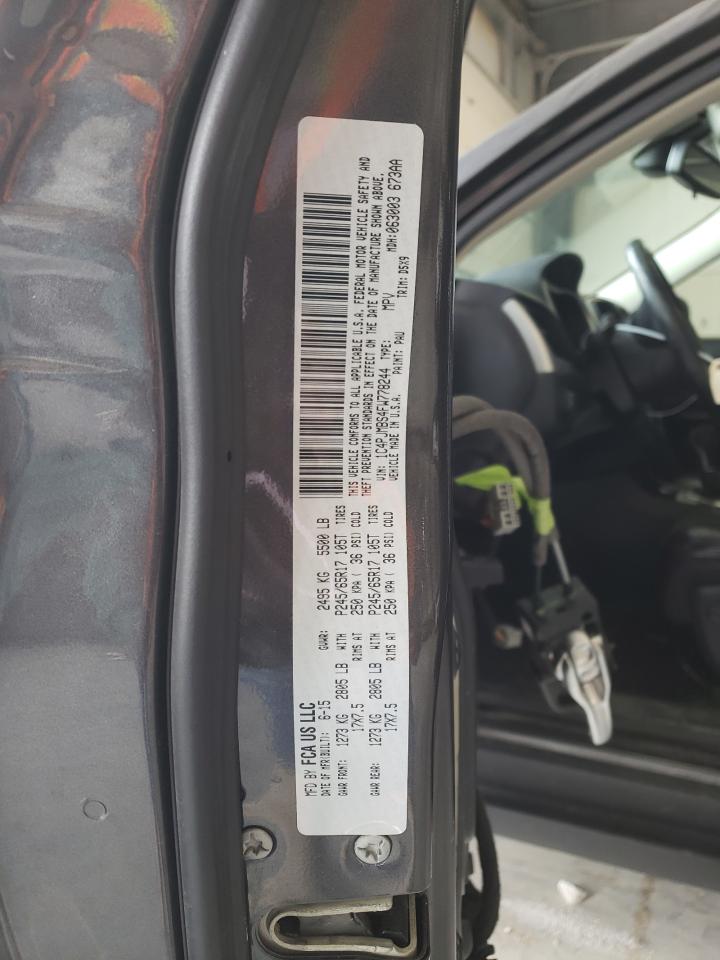 MFD BY FCA US LLC
DATE OF MFR(BUILT): 6-15 GVWR: 2495 KG 5500 LB
GAWR FRONT: 1273 KG 2805 LB WITH P245/65R17 105T TIRES
17X7.5 RIMS AT 250 KPA ( 36 PSI) COLD
GAWR REAR: 1273 KG 2805 LB WITH P245/65R17 105T TIRES
17X7.5 RIMS AT 250 KPA ( 36 PSI) COLD
THIS VEHICLE CONFORMS TO ALL APPLICABLE U.S.A. FEDERAL MOTOR VEHICLE SAFETY AND
THEFT PREVENTION STANDARDS IN EFFECT ON THE DATE OF MANUFACTURE SHOWN ABOVE.
VIN: 1C4PJMBS4FW778244 TYPE: MPV MDH:063003 673AA
VEHICLE MADE IN U.S.A. PAINT: PAU TRIM: DSX9